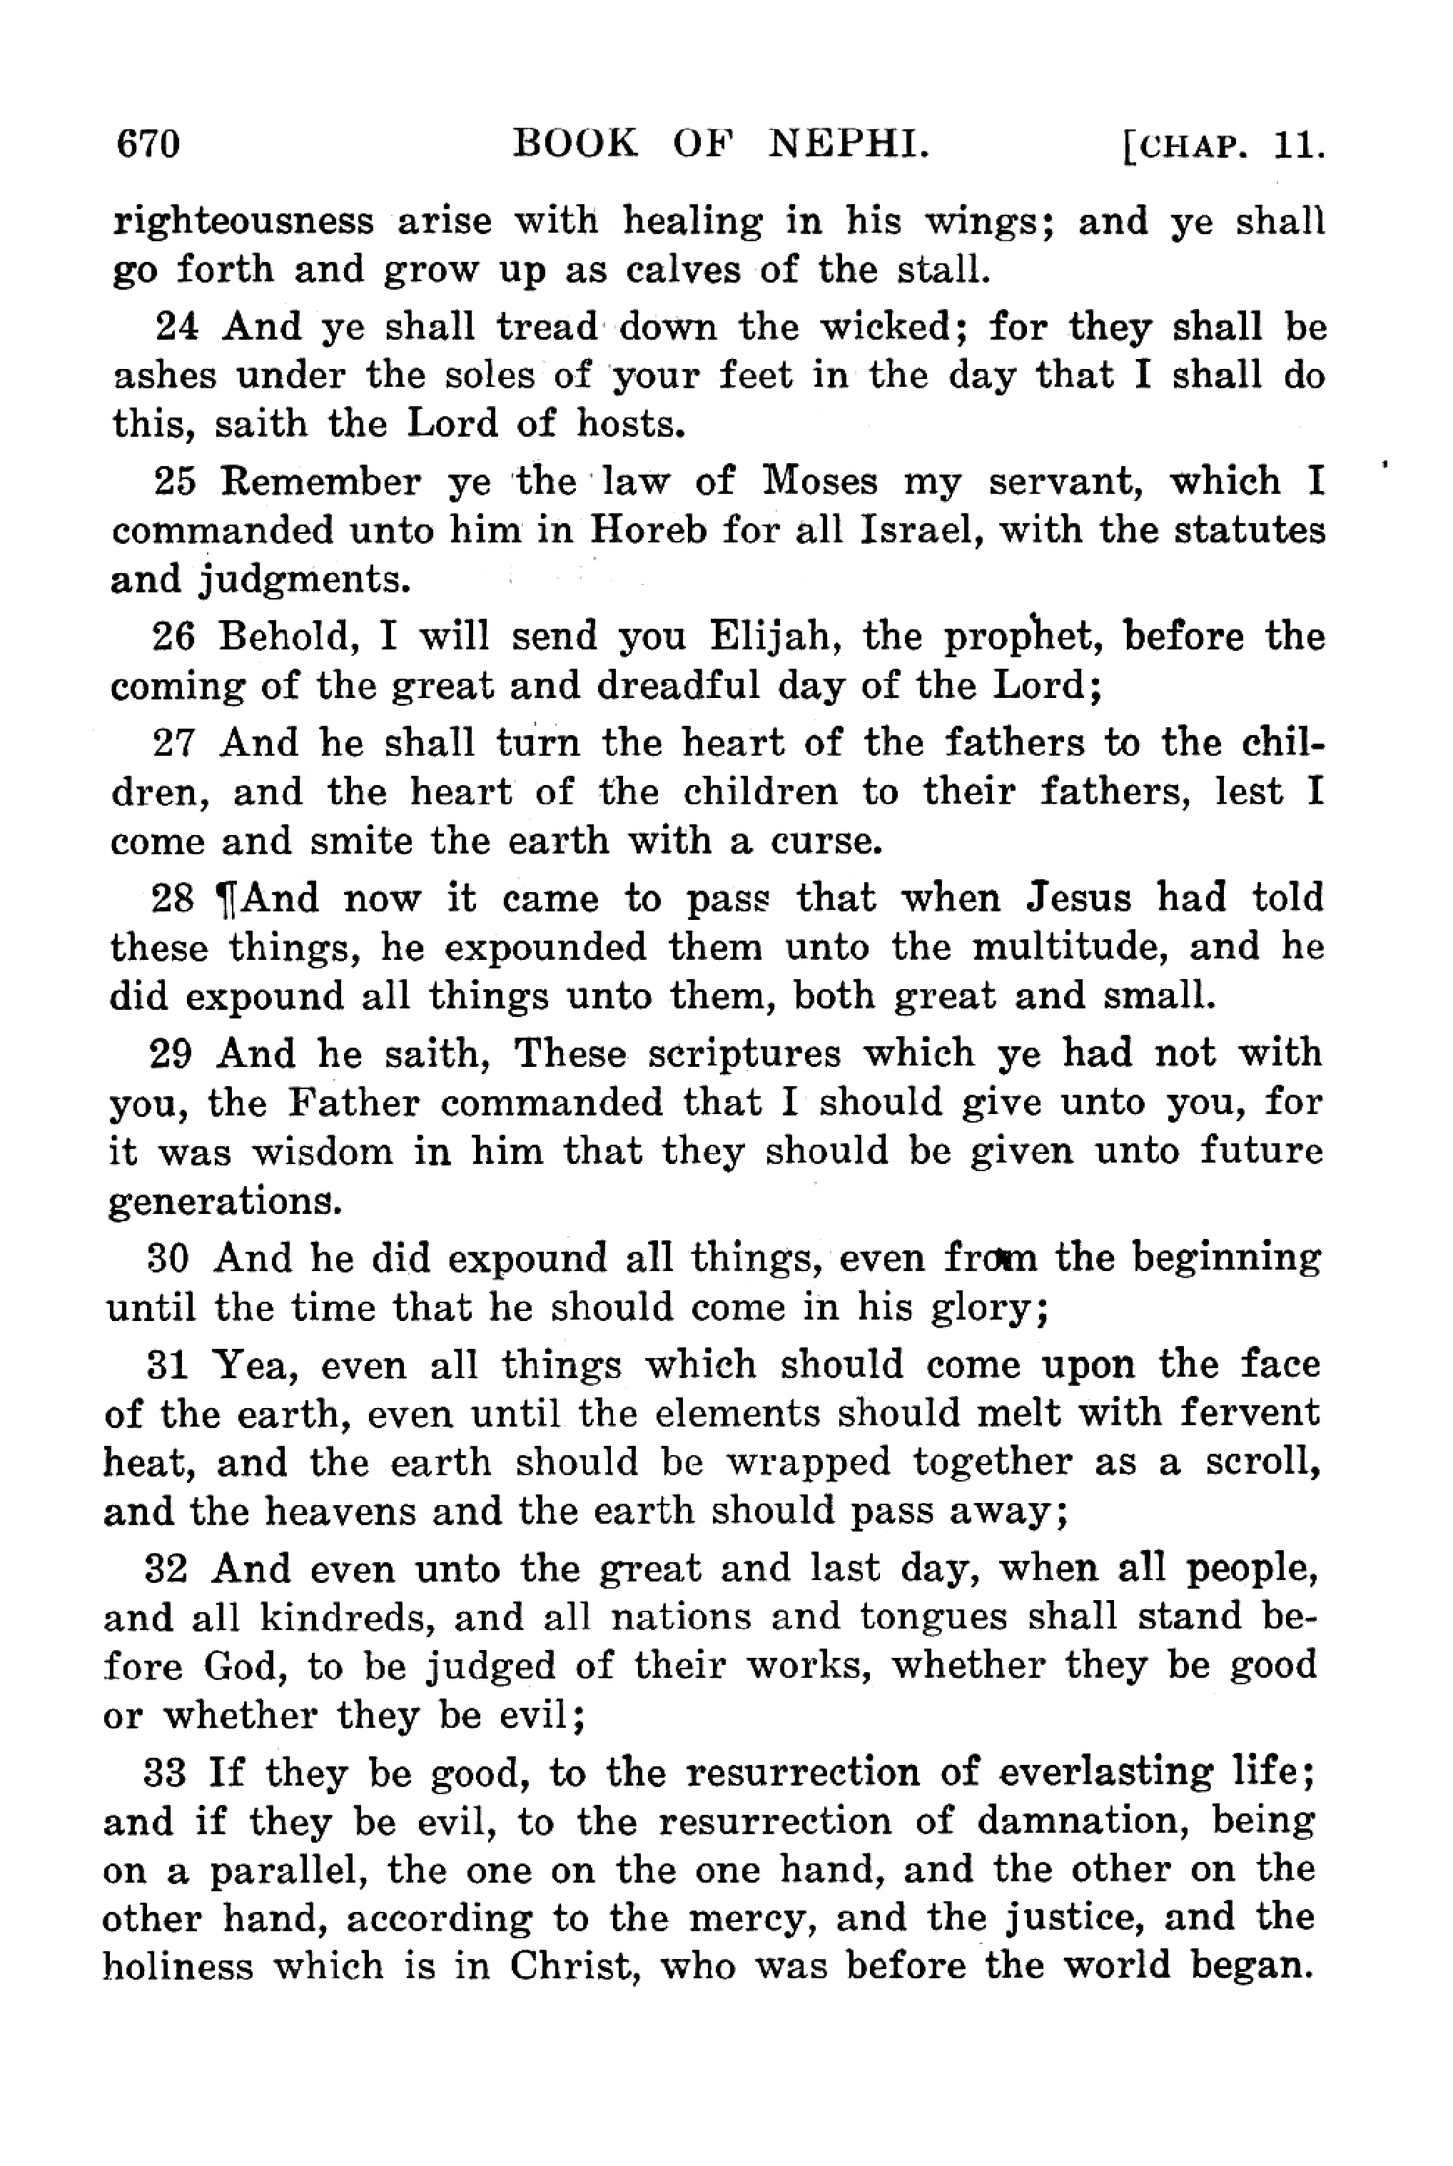 670 BOOK OF NEPHI. [CHAP. 11.
righteousness arise with healing in his wings; and ye shall
go forth and grow up as calves of the stall.
24 And ye shall tread down the wicked; for they shall be
ashes under the soles of your feet in the day that I shall do
this, saith the Lord of hosts.
25 Remember ye the law of Moses my servant, which I
commanded unto him in Horeb for all Israel, with the statutes
and judgments.
26 Behold, I will send you Elijah, the prophet, before the
coming of the great and dreadful day of the Lord;
27 And he shall turn the heart of the fathers to the chil-
dren, and the heart of the children to their fathers, lest I
come and smite the earth with a curse.
28 ¶And now it came to pass that when Jesus had told
these things, he expounded them unto the multitude, and he
did expound all things unto them, both great and small.
29 And he saith, These scriptures which ye had not with
you, the Father commanded that I should give unto you, for
it was wisdom in him that they should be given unto future
generations.
30 And he did expound all things, even from the beginning
until the time that he should come in his glory;
31 Yea, even all things which should come upon the face
of the earth, even until the elements should melt with fervent
heat, and the earth should be wrapped together as a scroll,
and the heavens and the earth should pass away;
32 And even unto the great and last day, when all people,
and all kindreds, and all nations and tongues shall stand be-
fore God, to be judged of their works, whether they be good
or whether they be evil;
33 If they be good, to the resurrection of everlasting life;
and if they be evil, to the resurrection of damnation, being
on a parallel, the one on the one hand, and the other on the
other hand, according to the mercy, and the justice, and the
holiness which is in Christ, who was before the world began.